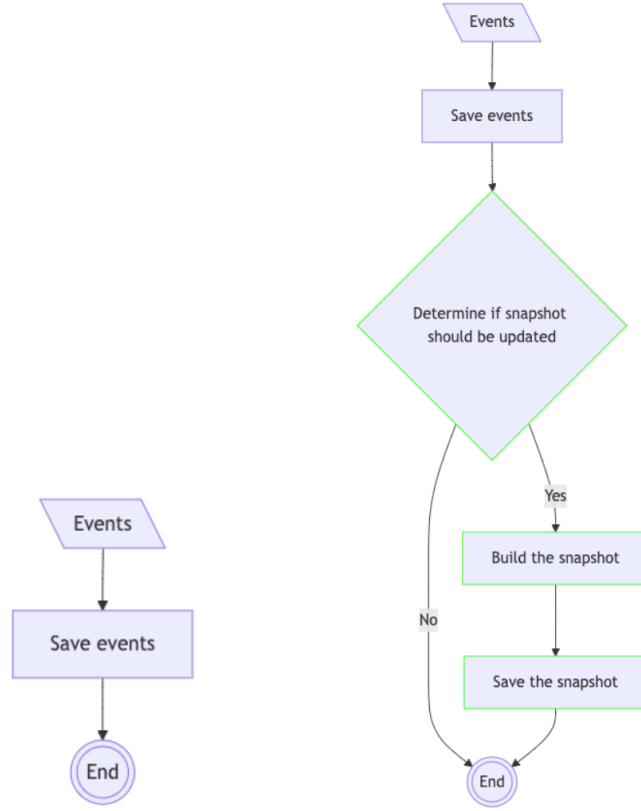 Events
Save events
End
Events
Save events
Determine if snapshot
should be updated
Yes
Build the snapshot
No
Save the snapshot
End